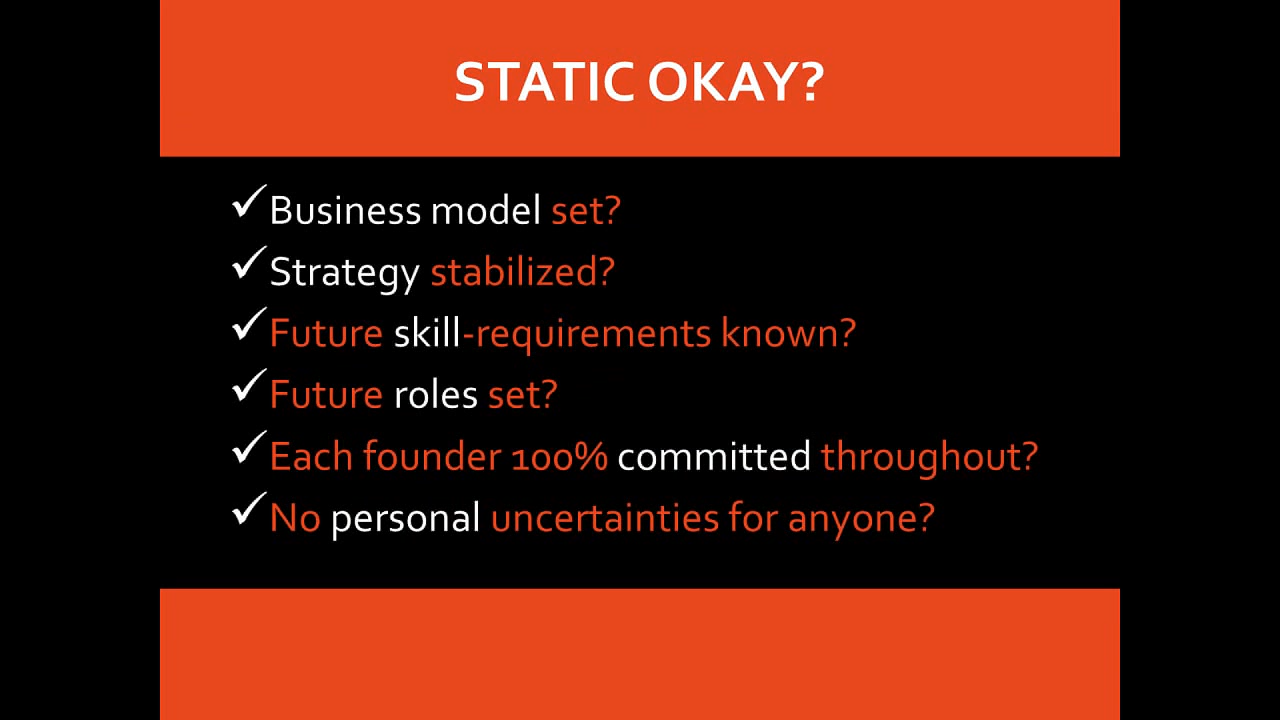 STATIC OKAY?
✓Business model set?
✓Strategy stabilized?
✓Future skill-requirements known?
✓Future roles set?
✓Each founder 100% committed throughout?
✓No personal uncertainties for anyone?